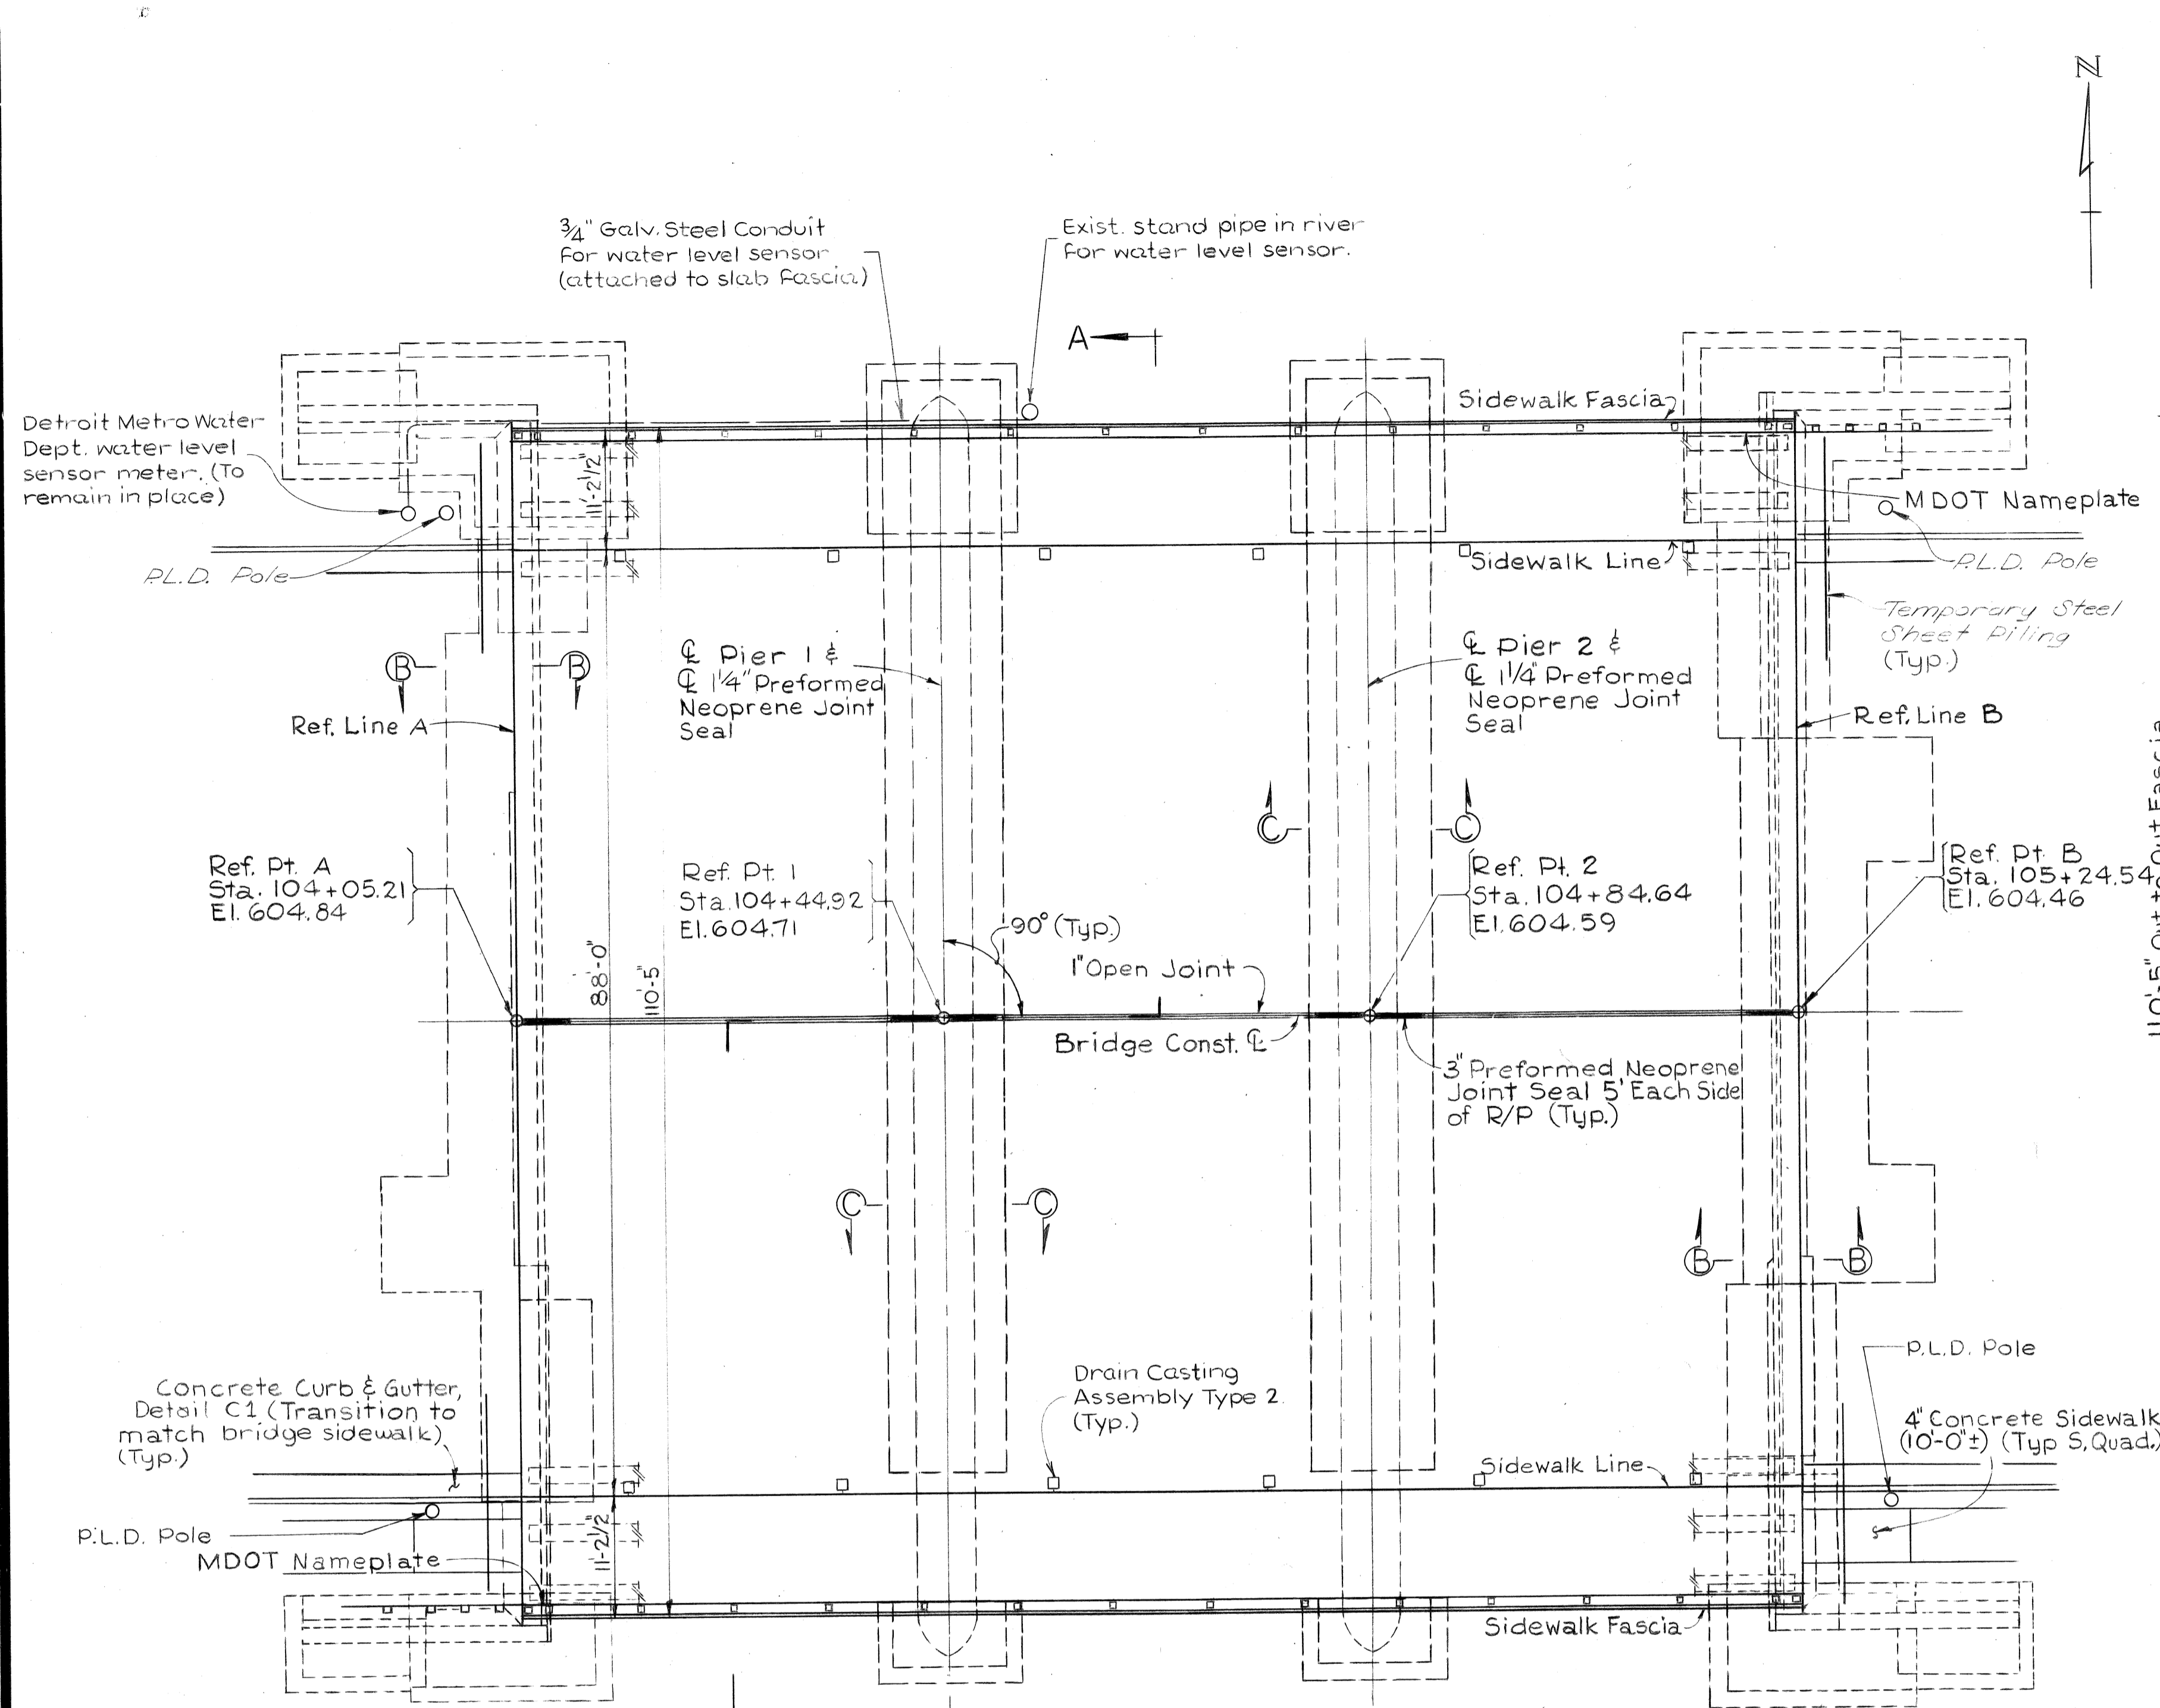 N
3/4" Galv. Steel Conduit
for water level sensor
(attached to slab fascia)
Exist. stand pipe in river
for water level sensor.
A
Sidewalk Fascia
Detroit Metro Water
Dept. water level
sensor meter. (To
remain in place)
11'-2 1/2"
MDOT Nameplate
P.L.D. Pole
Sidewalk Line
P.L.D. Pole
Temporary Steel
Sheet Piling
(Typ.)
℄ Pier 1 &
℄ 1 1/4" Preformed
Neoprene Joint
Seal
℄ Pier 2 &
℄ 1 1/4" Preformed
Neoprene Joint
Seal
B
B
Ref. Line A
Ref. Line B
C
C
Ref. Pt. A
Sta. 104+05.21
El. 604.84
Ref. Pt. 1
Sta. 104+44.92
El. 604.71
Ref. Pt. 2
Sta. 104+84.64
El. 604.59
Ref. Pt. B
Sta. 105+24.54
El. 604.46
110'-5" Out to Out Fascia
88'-0"
110'-5"
90° (Typ.)
1" Open Joint
Bridge Const. ℄
3" Preformed Neoprene
Joint Seal 5' Each Side
of R/P (Typ.)
C
C
B
B
Drain Casting
Assembly Type 2
(Typ.)
P.L.D. Pole
Concrete Curb & Gutter,
Detail C1 (Transition to
match bridge sidewalk)
(Typ.)
4" Concrete Sidewalk
(10'-0"±) (Typ S. Quad.)
Sidewalk Line
P.L.D. Pole
MDOT Nameplate
11'-2 1/2"
Sidewalk Fascia